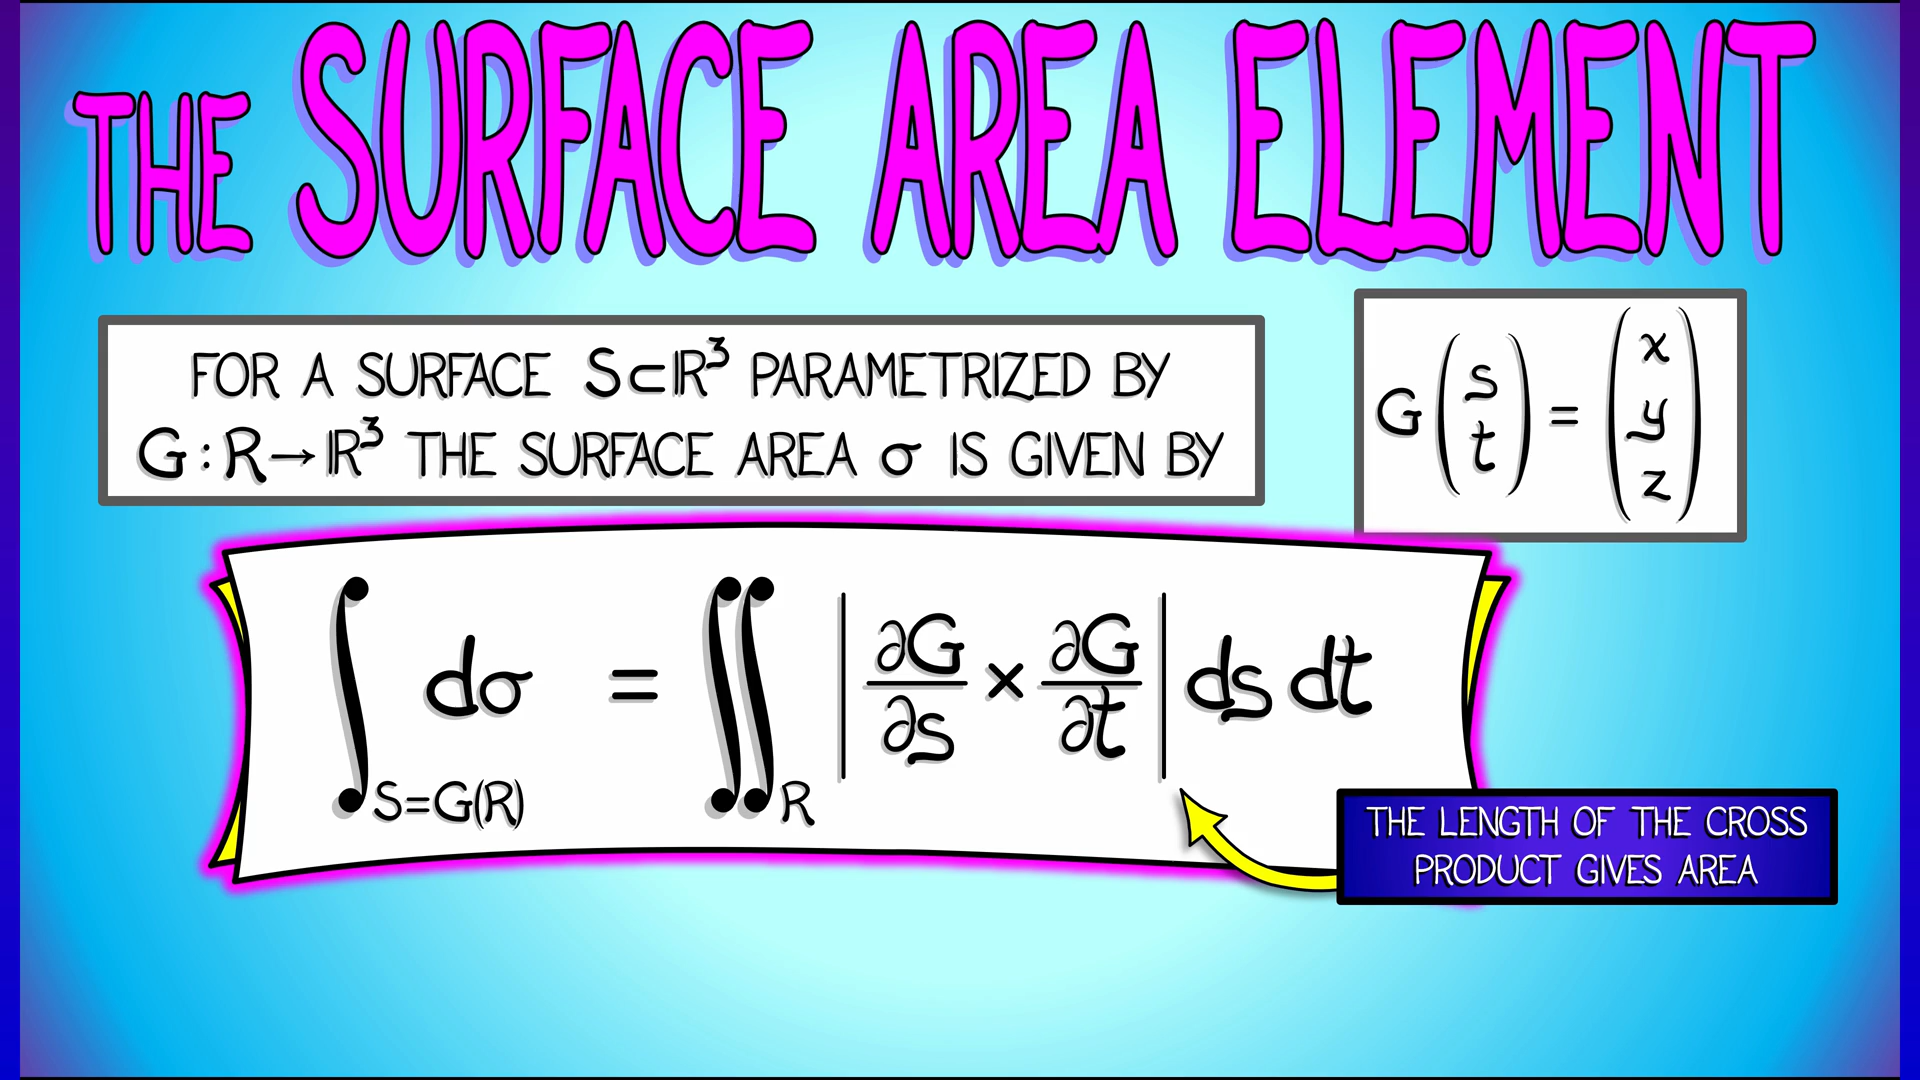 THE SURFACE AREA ELEMENT
FOR A SURFACE S⊂ℝ³ PARAMETRIZED BY
G:R→ℝ³ THE SURFACE AREA σ IS GIVEN BY
G(s t) = (x y z)
∫_{S=G(R)} dσ = ∬_R |∂G/∂s × ∂G/∂t| ds dt
THE LENGTH OF THE CROSS
PRODUCT GIVES AREA